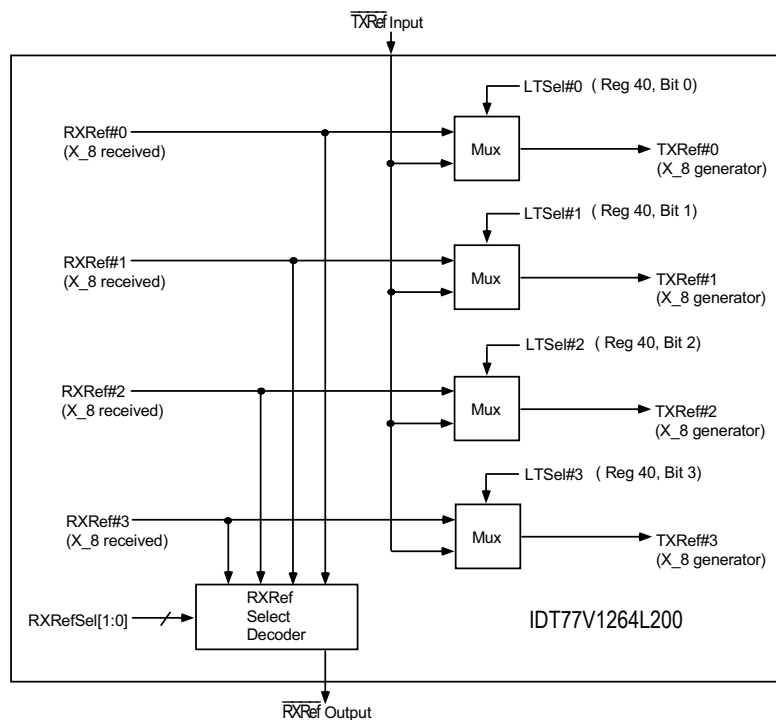 TXRef Input
LTSel#0 ( Reg 40, Bit 0)
RXRef#0
(X_8 received)
Mux
TXRef#0
(X_8 generator)
LTSel#1 ( Reg 40, Bit 1)
RXRef#1
(X_8 received)
Mux
TXRef#1
(X_8 generator)
LTSel#2 ( Reg 40, Bit 2)
RXRef#2
(X_8 received)
Mux
TXRef#2
(X_8 generator)
LTSel#3 ( Reg 40, Bit 3)
RXRef#3
(X_8 received)
Mux
TXRef#3
(X_8 generator)
RXRefSel[1:0]
RXRef
Select
Decoder
IDT77V1264L200
RXRef Output